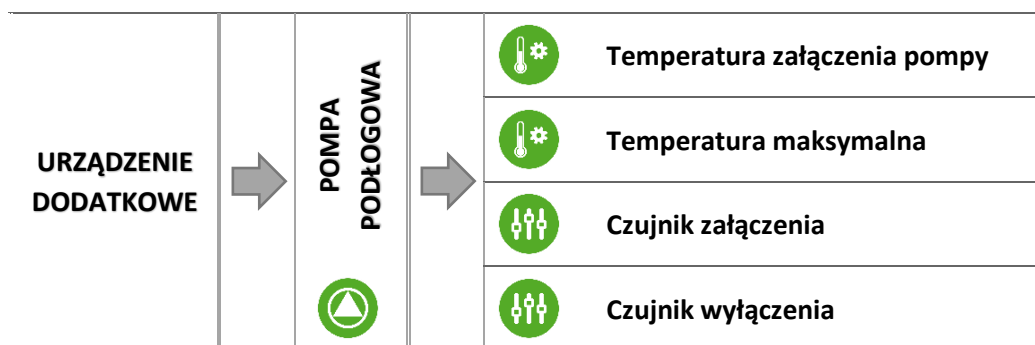 URZĄDZENIE
DODATKOWE
POMPA
PODŁOGOWA
Temperatura załączenia pompy
Temperatura maksymalna
Czujnik załączenia
Czujnik wyłączenia